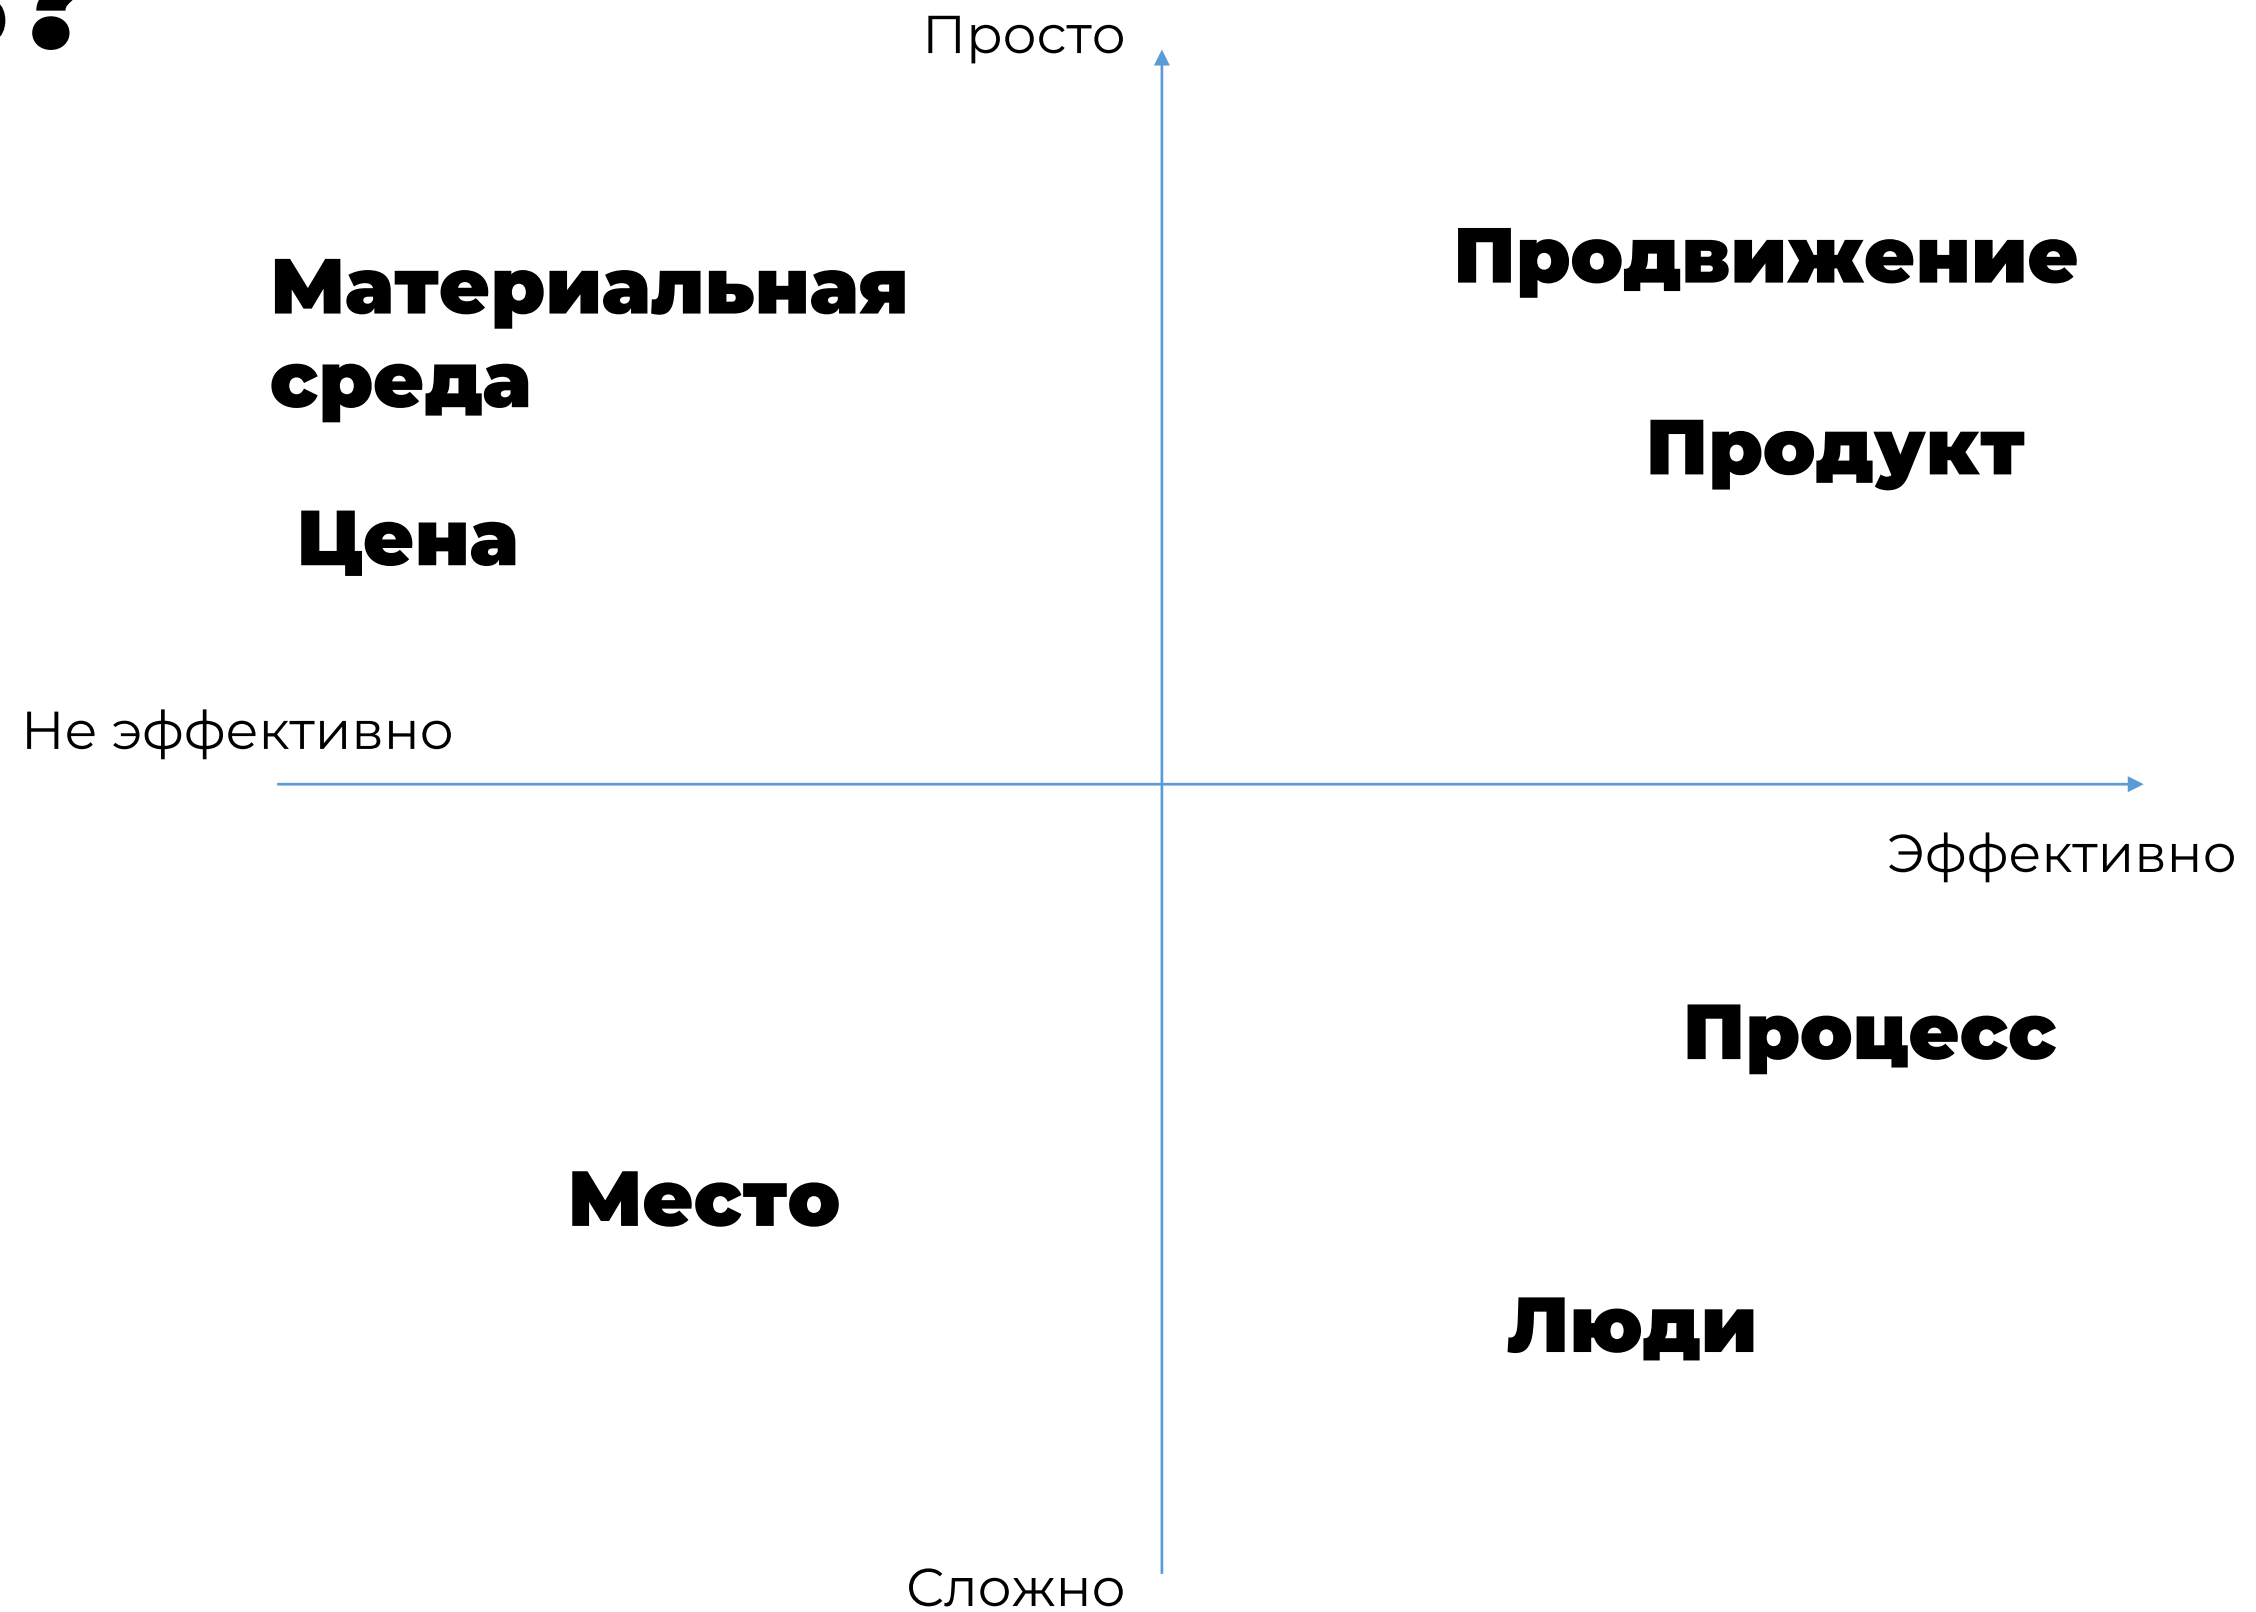 ?
Просто
Продвижение
Материальная
среда
Продукт
Цена
Не эффективно
Эффективно
Процесс
Место
Люди
Сложно